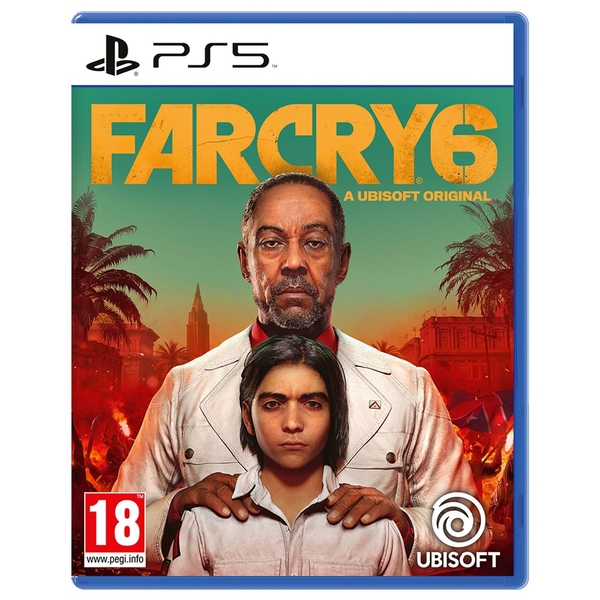 PS5
FARCRY6
A UBISOFT ORIGINAL
18
www.pegi.info
UBISOFT